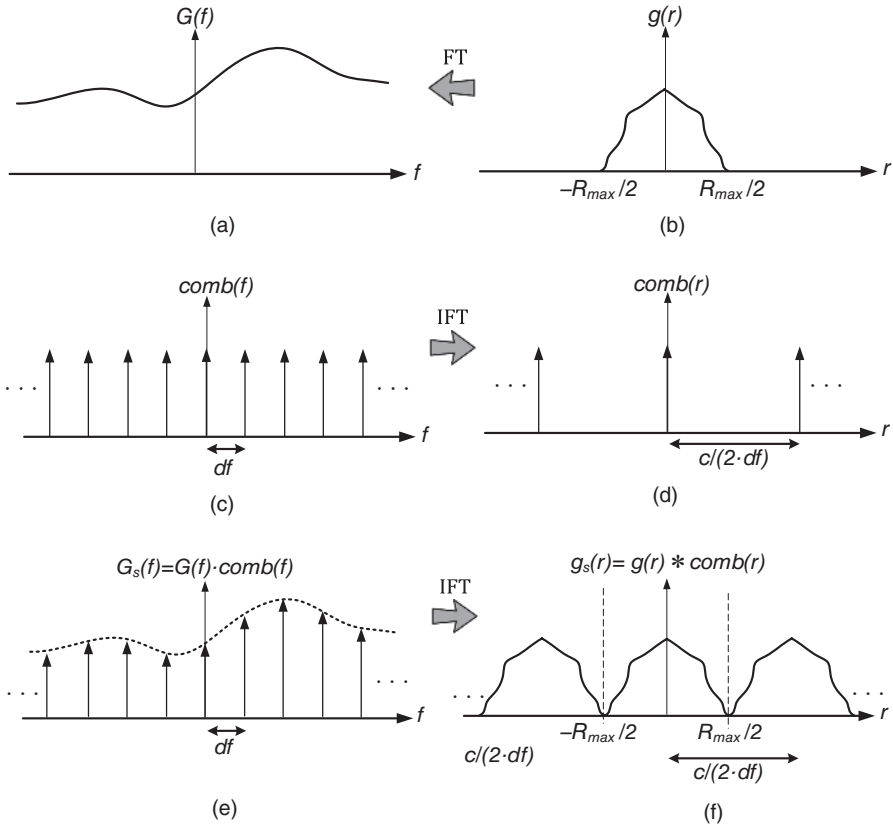 G(f)
f
(a)
FT
g(r)
r
–Rmax/2
Rmax/2
(b)
comb(f)
. . .
. . .
f
df
(c)
IFT
comb(r)
. . .
. . .
r
c/(2·df)
(d)
Gs(f)=G(f)·comb(f)
. . .
. . .
f
df
(e)
IFT
gs(r)= g(r) * comb(r)
. . .
. . .
r
–Rmax/2
Rmax/2
c/(2·df)
c/(2·df)
(f)